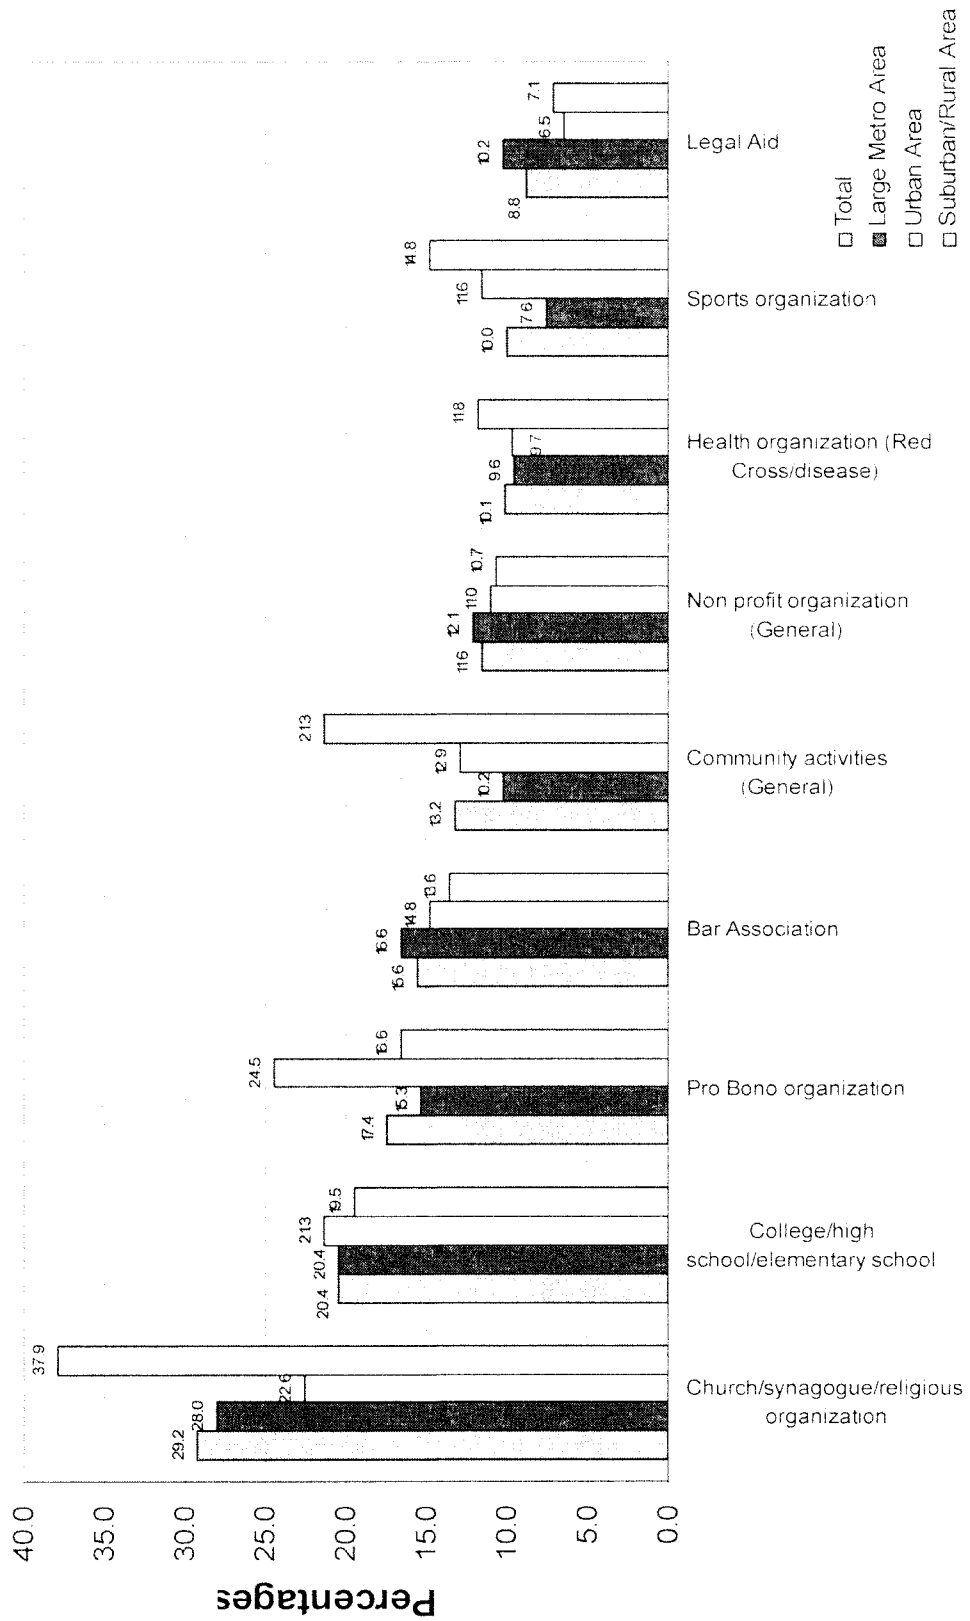 Percentages
40.0
35.0
30.0
25.0
20.0
15.0
10.0
5.0
0.0
29.2
28.0
22.6
37.9
20.4
20.4
21.3
19.5
17.4
15.3
24.5
16.6
15.6
16.6
14.8
13.6
13.2
10.2
12.9
21.3
11.6
12.1
11.0
10.7
10.1
9.6
9.7
11.8
10.0
7.6
11.6
14.8
8.8
10.2
6.5
7.1
Church/synagogue/religious
organization
College/high
school/elementary school
Pro Bono organization
Bar Association
Community activities
(General)
Non profit organization
(General)
Health organization (Red
Cross/disease)
Sports organization
Legal Aid
Total
Large Metro Area
Urban Area
Suburban/Rural Area